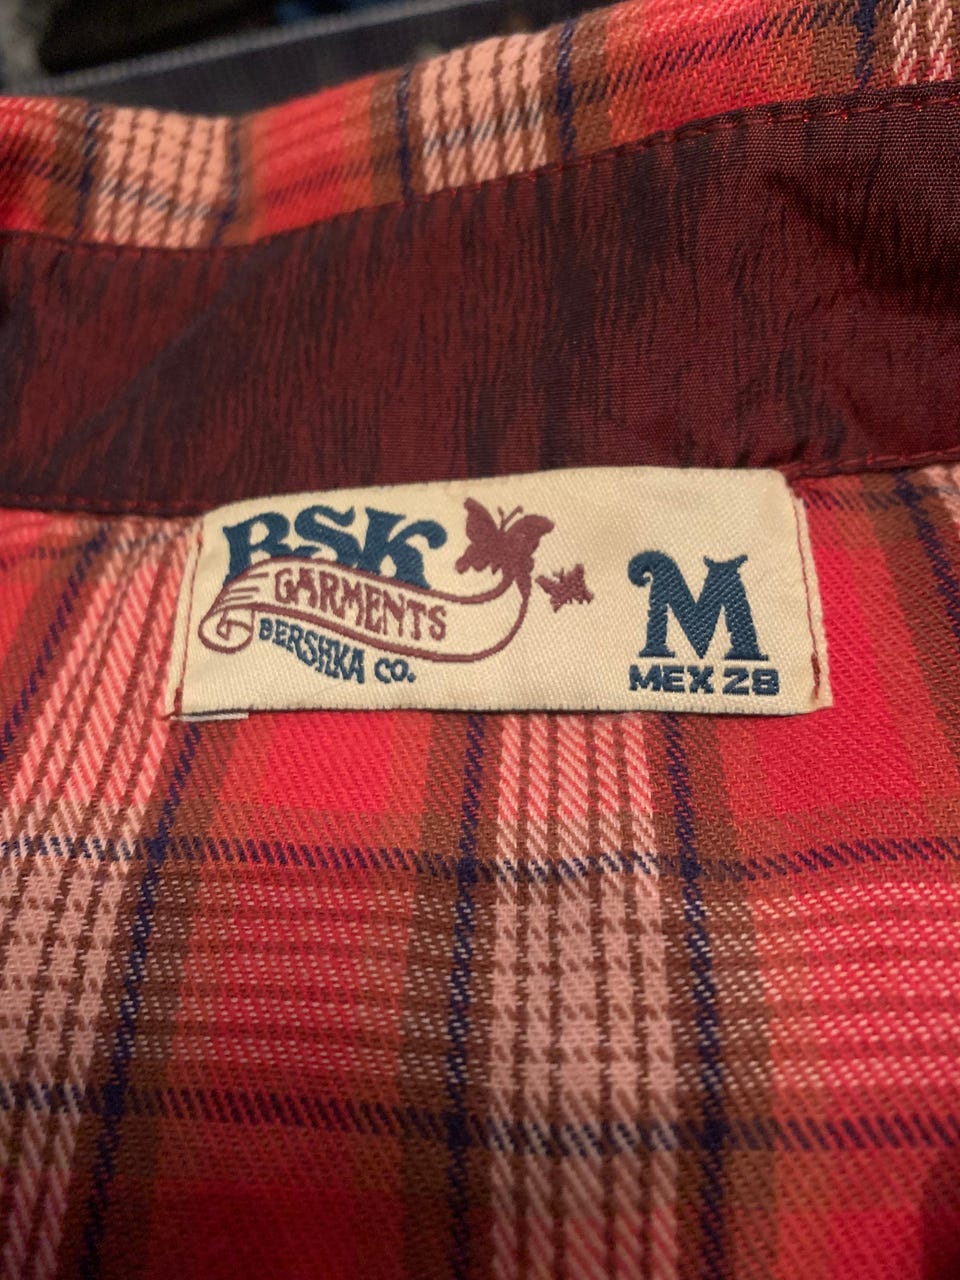 BSK
GARMENTS
BERSHKA CO.
M
MEX 28